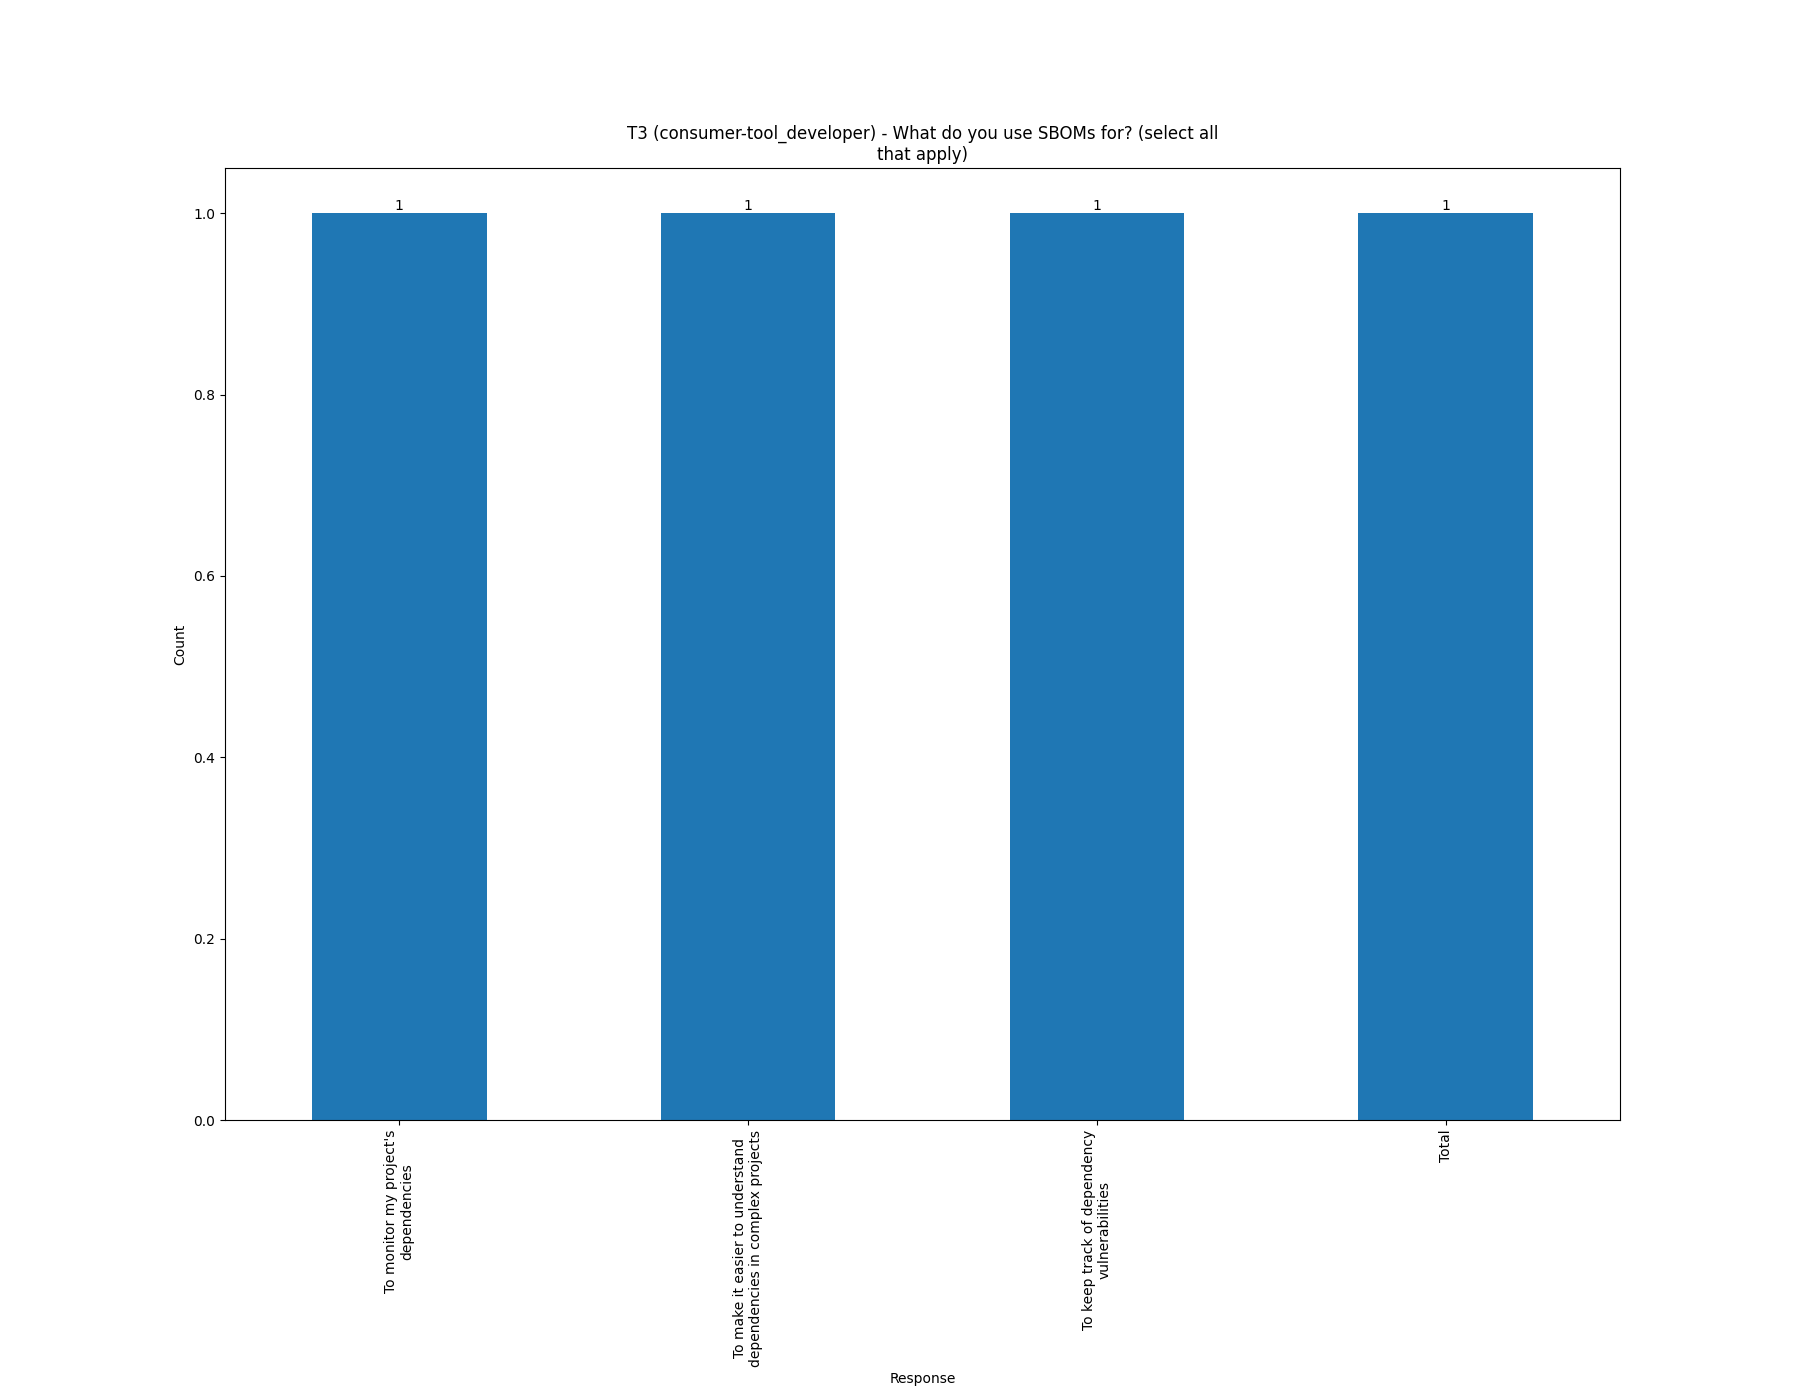 T3 (consumer-tool_developer) - What do you use SBOMs for? (select all
that apply)
1
1
1
1
1.0
0.8
0.6
0.4
0.2
0.0
Count
To monitor my project's
dependencies
To make it easier to understand
dependencies in complex projects
To keep track of dependency
vulnerabilities
Total
Response